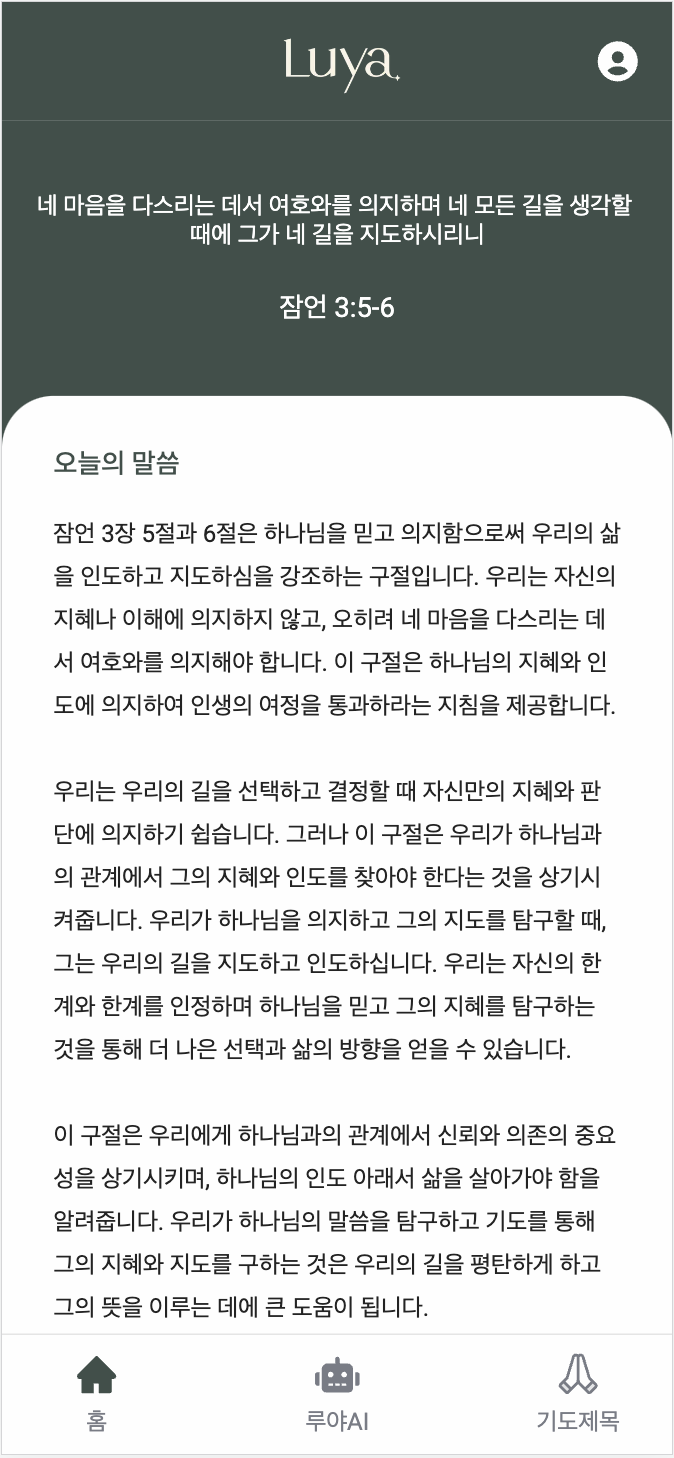 Luya
네 마음을 다스리는 데서 여호와를 의지하며 네 모든 길을 생각할
때에 그가 네 길을 지도하시리니
잠언 3:5-6
오늘의 말씀
잠언 3장 5절과 6절은 하나님을 믿고 의지함으로써 우리의 삶
을 인도하고 지도하심을 강조하는 구절입니다. 우리는 자신의
지혜나 이해에 의지하지 않고, 오히려 네 마음을 다스리는 데
서 여호와를 의지해야 합니다. 이 구절은 하나님의 지혜와 인
도에 의지하여 인생의 여정을 통과하라는 지침을 제공합니다.
우리는 우리의 길을 선택하고 결정할 때 자신만의 지혜와 판
단에 의지하기 쉽습니다. 그러나 이 구절은 우리가 하나님과
의 관계에서 그의 지혜와 인도를 찾아야 한다는 것을 상기시
켜줍니다. 우리가 하나님을 의지하고 그의 지도를 탐구할 때,
그는 우리의 길을 지도하고 인도하십니다. 우리는 자신의 한
계와 한계를 인정하며 하나님을 믿고 그의 지혜를 탐구하는
것을 통해 더 나은 선택과 삶의 방향을 얻을 수 있습니다.
이 구절은 우리에게 하나님과의 관계에서 신뢰와 의존의 중요
성을 상기시키며, 하나님의 인도 아래서 삶을 살아가야 함을
알려줍니다. 우리가 하나님의 말씀을 탐구하고 기도를 통해
그의 지혜와 지도를 구하는 것은 우리의 길을 평탄하게 하고
그의 뜻을 이루는 데에 큰 도움이 됩니다.
홈
루야AI
기도제목